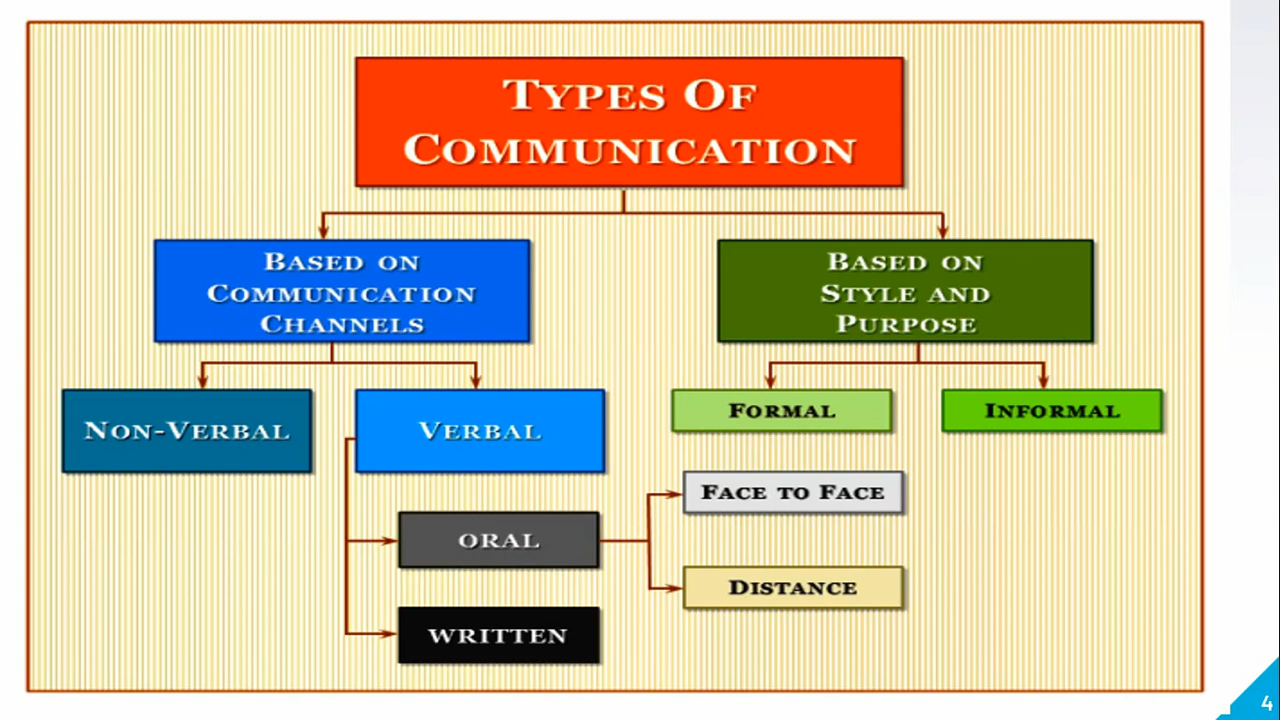 TYPES OF
COMMUNICATION
BASED ON
COMMUNICATION
CHANNELS
BASED ON
STYLE AND
PURPOSE
NON-VERBAL
VERBAL
FORMAL
INFORMAL
FACE TO FACE
ORAL
DISTANCE
WRITTEN
4